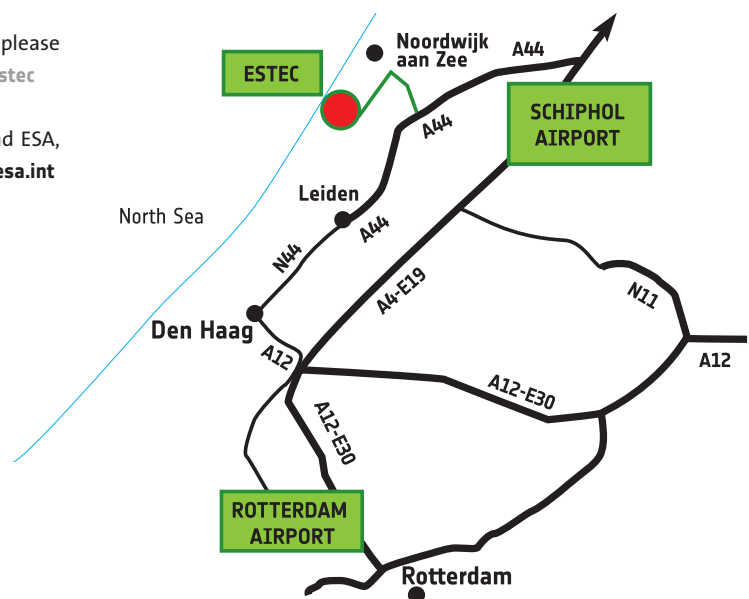 please
stec
nd ESA,
esa.int
Noordwijk
aan Zee
A44
ESTEC
SCHIPHOL
AIRPORT
A44
Leiden
North Sea
A44
N44
A4-E19
N11
Den Haag
A12
A12
A12-E30
A12-E30
ROTTERDAM
AIRPORT
Rotterdam